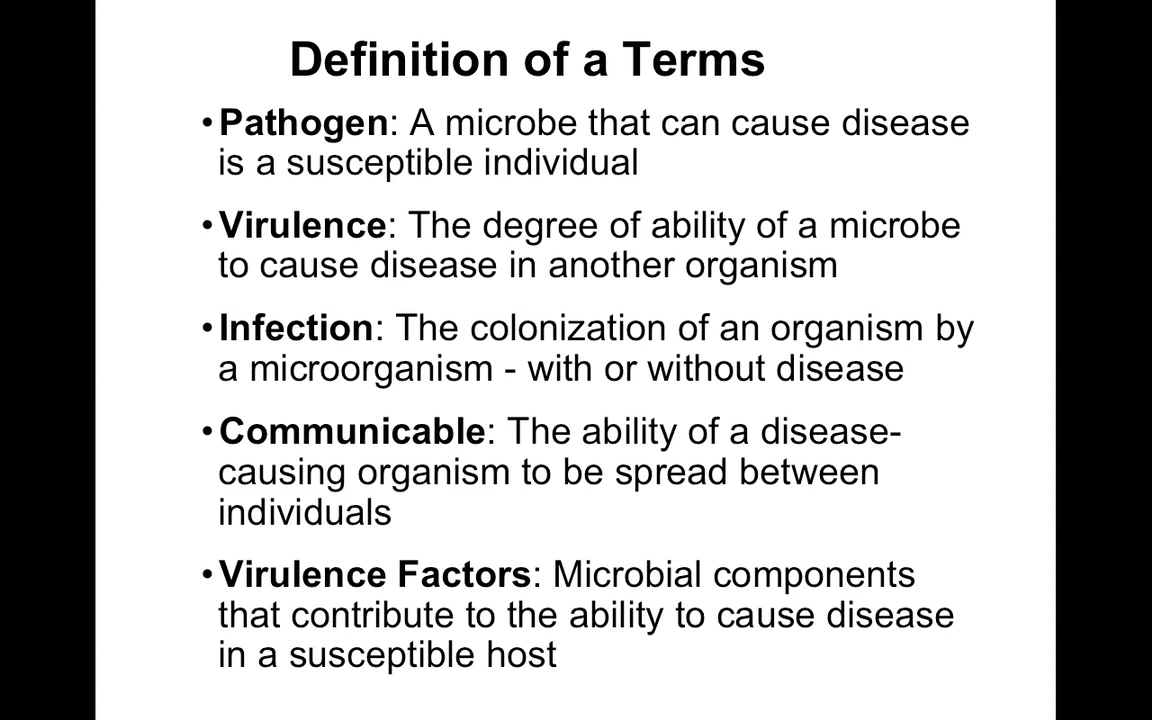 Definition of a Terms
•Pathogen: A microbe that can cause disease
is a susceptible individual
•Virulence: The degree of ability of a microbe
to cause disease in another organism
•Infection: The colonization of an organism by
a microorganism - with or without disease
•Communicable: The ability of a disease-
causing organism to be spread between
individuals
•Virulence Factors: Microbial components
that contribute to the ability to cause disease
in a susceptible host